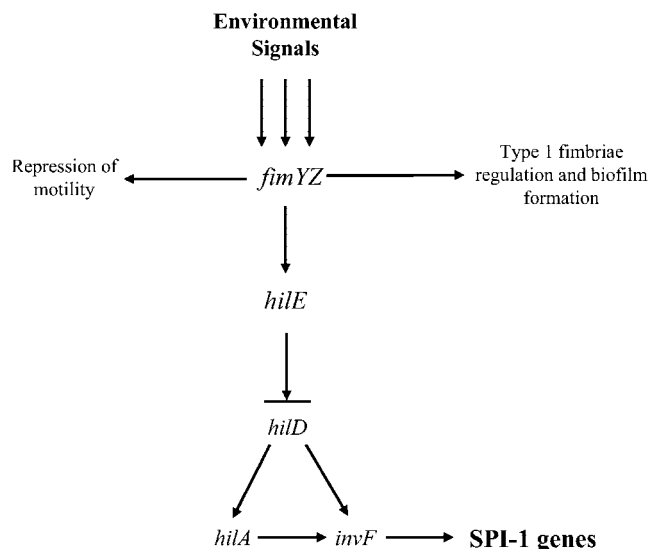 Environmental
Signals
Repression of
motility
fimYZ
Type 1 fimbriae
regulation and biofilm
formation
hilE
hilD
hilA
invF
SPI-1 genes